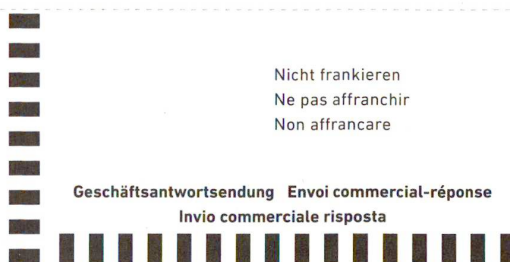 Nicht frankieren
Ne pas affranchir
Non affrancare
Geschäftsantwortsendung Envoi commercial-réponse
Invio commerciale risposta